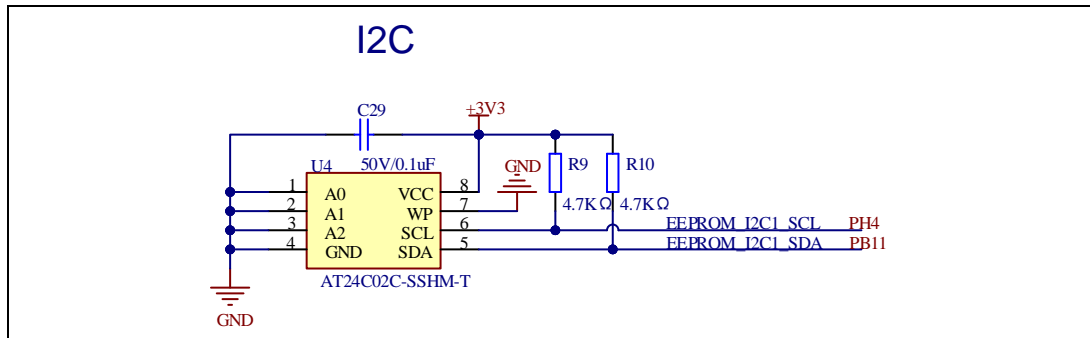 I2C
C29
+3V3
U4
50V/0.1uF
GND
R9
R10
1
A0
VCC
8
2
A1
WP
7
4.7KΩ
4.7KΩ
3
A2
SCL
6
EEPROM_I2C1_SCL
PH4
4
GND
SDA
5
EEPROM_I2C1_SDA
PB11
AT24C02C-SSHM-T
GND